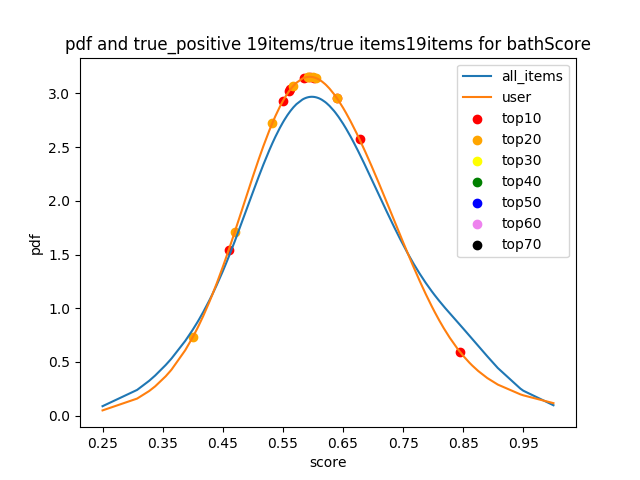 pdf and true_positive 19items/true items19items for bathScore
all_items
user
top10
top20
top30
top40
top50
top60
top70
pdf
3.0
2.5
2.0
1.5
1.0
0.5
0.0
0.25 0.35 0.45 0.55 0.65 0.75 0.85 0.95
score